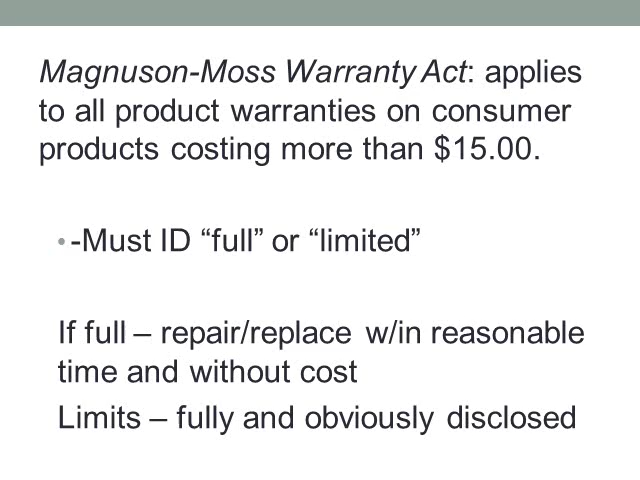 Magnuson-Moss Warranty Act: applies
to all product warranties on consumer
products costing more than $15.00.
• -Must ID “full” or “limited”
If full – repair/replace w/in reasonable
time and without cost
Limits – fully and obviously disclosed